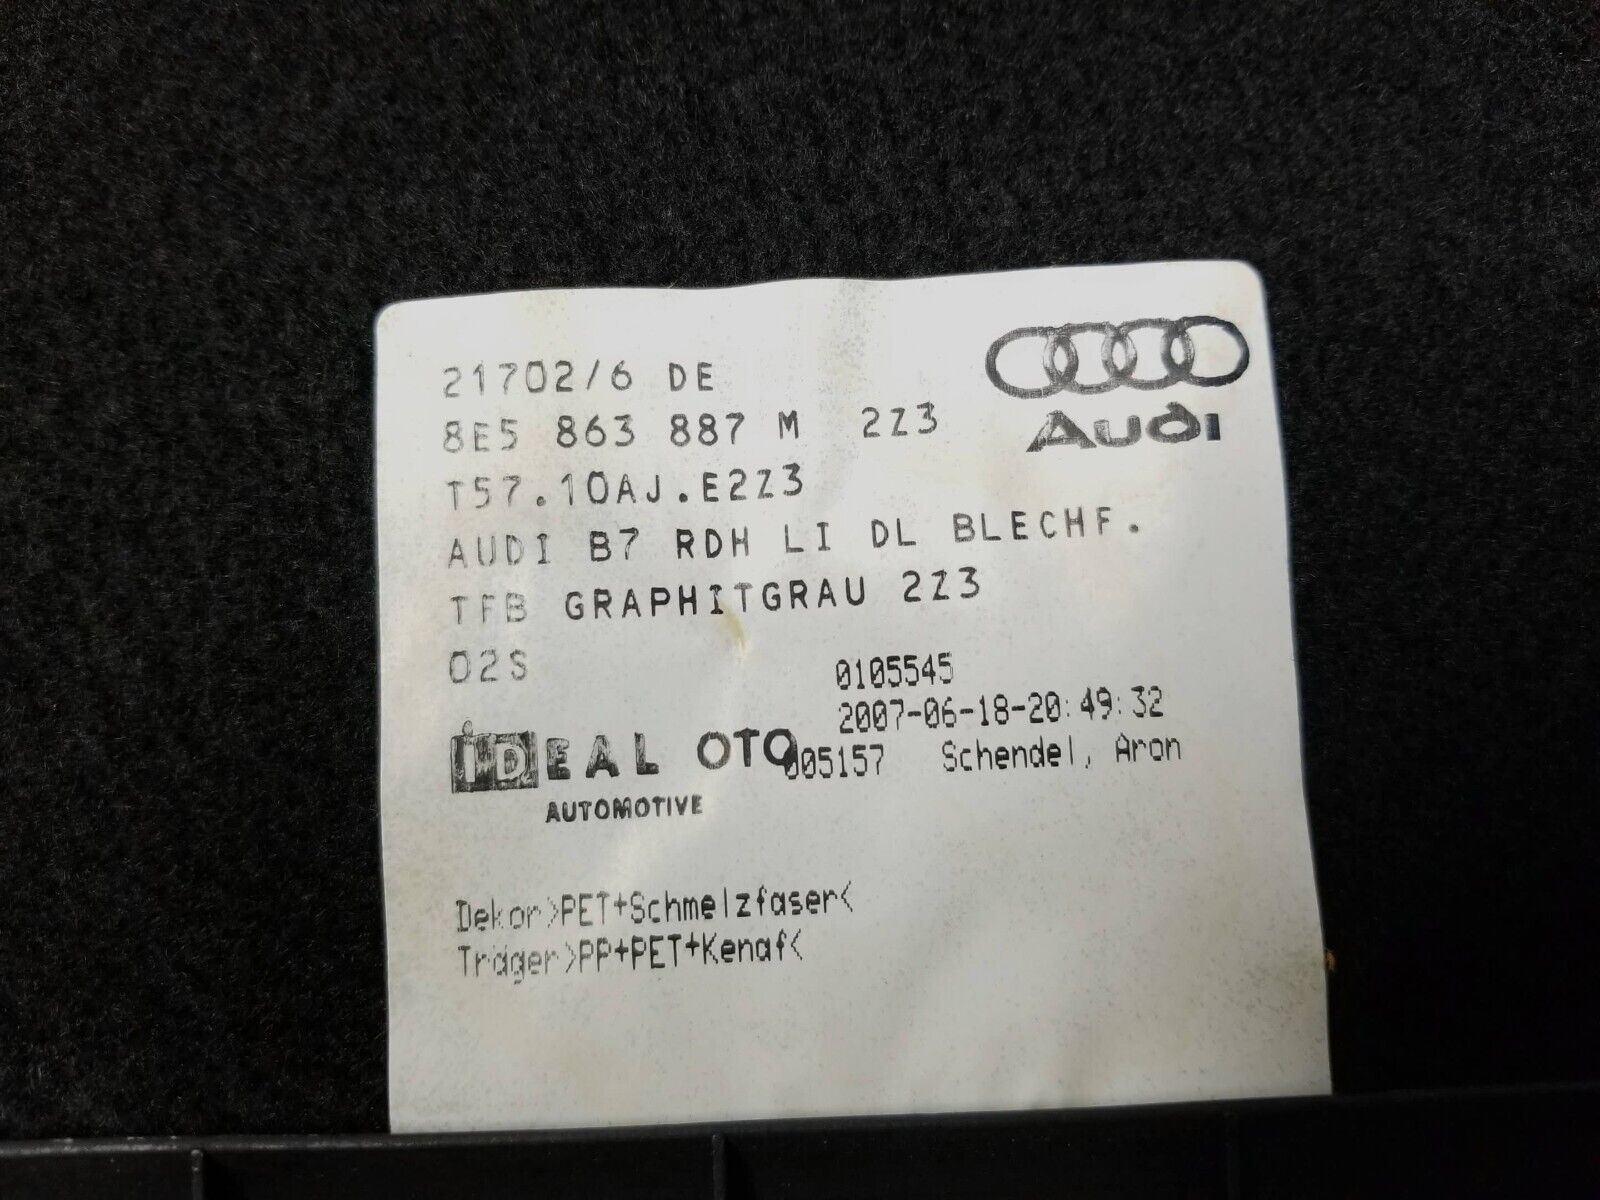 21702/6 DE
8E5 863 887 M 2Z3
Audi
T57.10AJ.E2Z3
AUDI B7 RDH LI DL BLECHF.
TFB GRAPHITGRAU 2Z3
02S
0105545
2007-06-18-20:49:32
iDEAL OTO
AUTOMOTIVE
005157 Schendel, Aron
Dekor>PET+Schmelzfaser<
Träger>PP+PET+Kenaf<